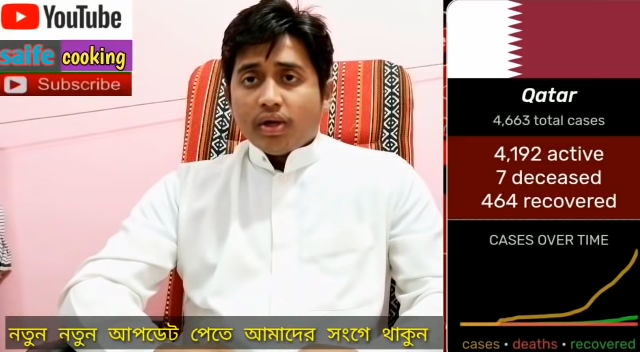 YouTube
saife cooking
Subscribe
নতুন নতুন আপডেট পেতে আমাদের সংগে থাকুন
Qatar
4,663 total cases
4,192 active
7 deceased
464 recovered
CASES OVER TIME
cases • deaths • recovered